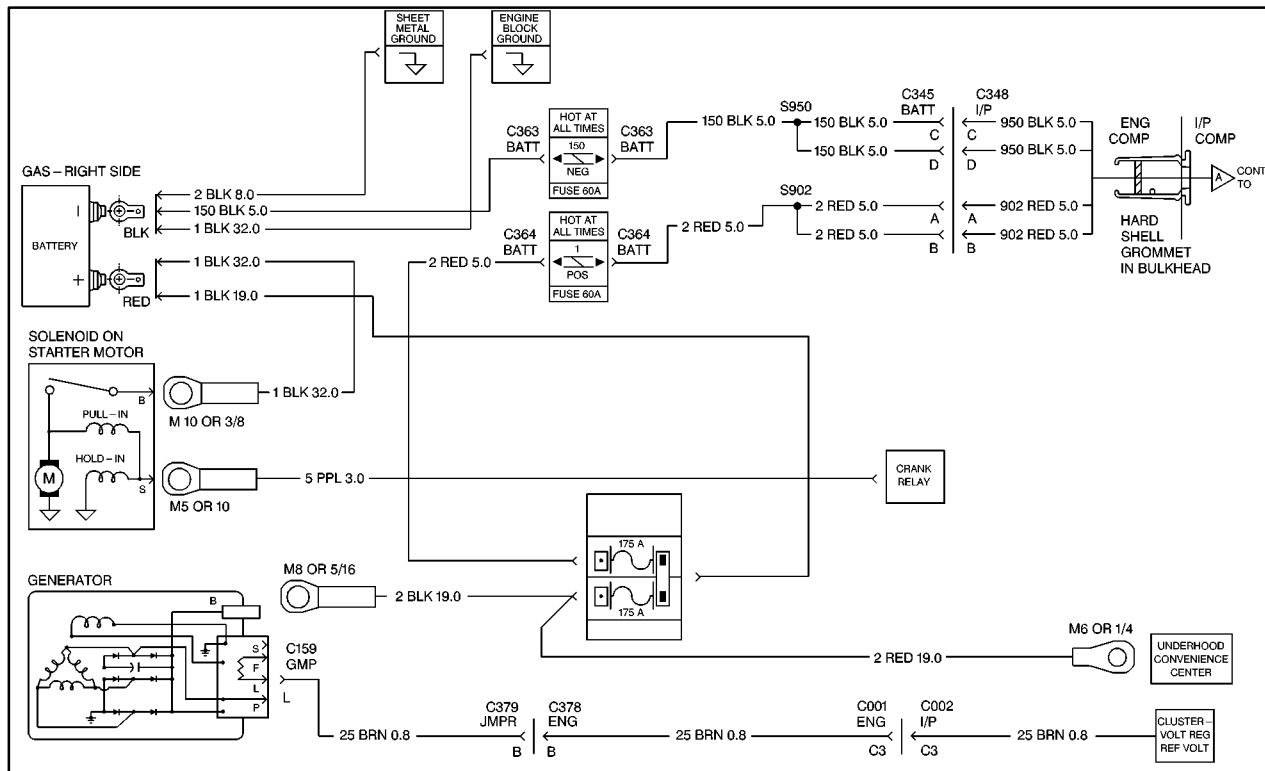 SHEET
METAL
GROUND
ENGINE
BLOCK
GROUND
GAS – RIGHT SIDE
BATTERY
I
+
BLK
RED
2 BLK 8.0
150 BLK 5.0
1 BLK 32.0
1 BLK 32.0
1 BLK 19.0
C363
BATT
HOT AT
ALL TIMES
150
NEG
FUSE 60A
C363
BATT
150 BLK 5.0
S950
150 BLK 5.0
150 BLK 5.0
C345
BATT
C
D
C348
I/P
C
D
950 BLK 5.0
950 BLK 5.0
2 RED 5.0
C364
BATT
HOT AT
ALL TIMES
1
POS
FUSE 60A
C364
BATT
2 RED 5.0
S902
2 RED 5.0
2 RED 5.0
A
B
A
B
902 RED 5.0
902 RED 5.0
ENG
COMP
I/P
COMP
A
CONT
TO
HARD
SHELL
GROMMET
IN BULKHEAD
SOLENOID ON
STARTER MOTOR
B
PULL–IN
HOLD–IN
M
S
M 10 OR 3/8
1 BLK 32.0
M5 OR 10
5 PPL 3.0
CRANK
RELAY
175 A
175 A
GENERATOR
B
S
F
L
P
M8 OR 5/16
2 BLK 19.0
C159
GMP
L
2 RED 19.0
M6 OR 1/4
UNDERHOOD
CONVENIENCE
CENTER
25 BRN 0.8
C379
JMPR
B
C378
ENG
B
25 BRN 0.8
C001
ENG
C3
C002
I/P
C3
25 BRN 0.8
CLUSTER–
VOLT REG
REF VOLT